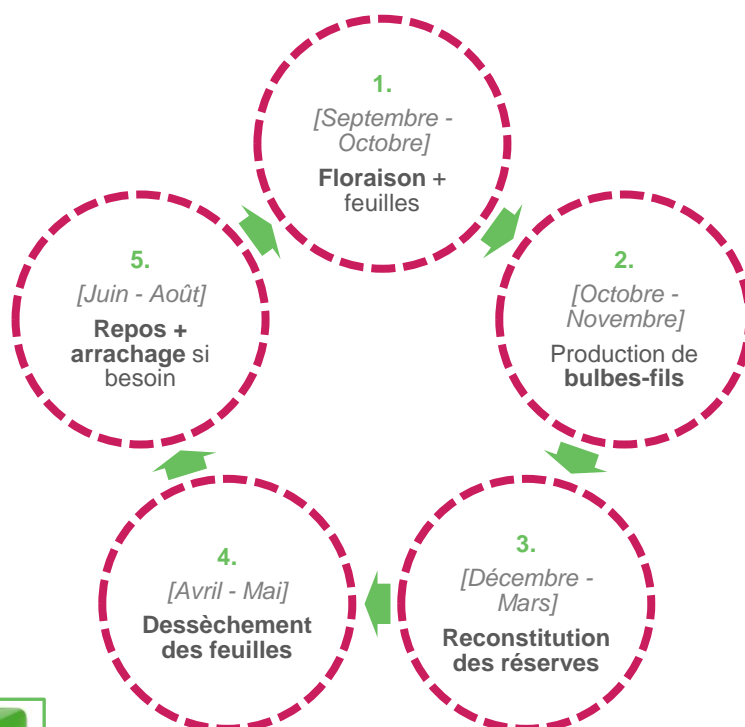 1.
[Septembre -
Octobre]
Floraison +
feuilles
2.
[Octobre -
Novembre]
Production de
bulbes-fils
3.
[Décembre -
Mars]
Reconstitution
des réserves
4.
[Avril - Mai]
Dessèchement
des feuilles
5.
[Juin - Août]
Repos +
arrachage si
besoin